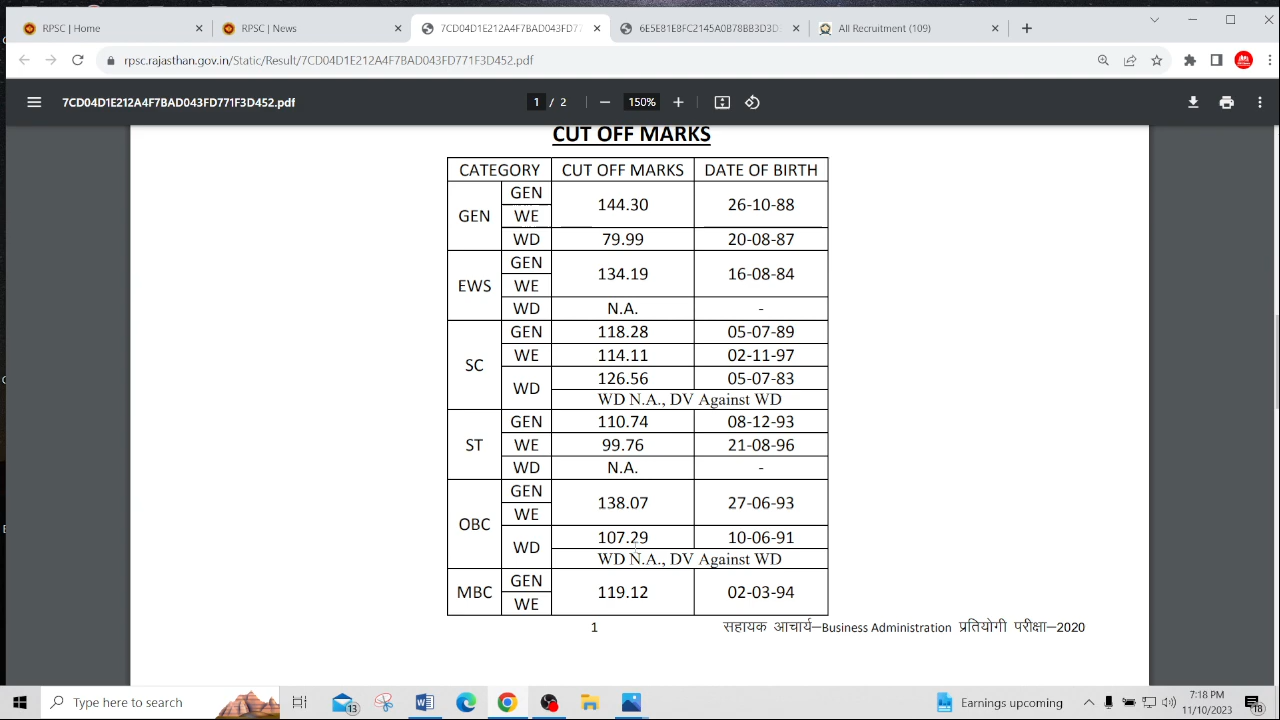 RPSC | Home
RPSC | News
7CD04D1E212A4F7BAD043FD77
6E5E81E8FC2145A0B78BB3D3D
All Recruitment (109)
rpsc.rajasthan.gov.in/Static/Result/7CD04D1E212A4F7BAD043FD771F3D452.pdf
7CD04D1E212A4F7BAD043FD771F3D452.pdf
1 / 2
150%
CUT OFF MARKS
CATEGORY CUT OFF MARKS DATE OF BIRTH
GEN GEN 144.30 26-10-88
WE
WD 79.99 20-08-87
EWS GEN 134.19 16-08-84
WE
WD N.A. -
SC GEN 118.28 05-07-89
WE 114.11 02-11-97
WD 126.56 05-07-83
WD N.A., DV Against WD
ST GEN 110.74 08-12-93
WE 99.76 21-08-96
WD N.A. -
OBC GEN 138.07 27-06-93
WE
WD 107.29 10-06-91
WD N.A., DV Against WD
MBC GEN 119.12 02-03-94
WE
1 सहायक आचार्य–Business Administration प्रतियोगी परीक्षा–2020
Type here to search
13
Earnings upcoming
7:18 PM
11/10/2023
18